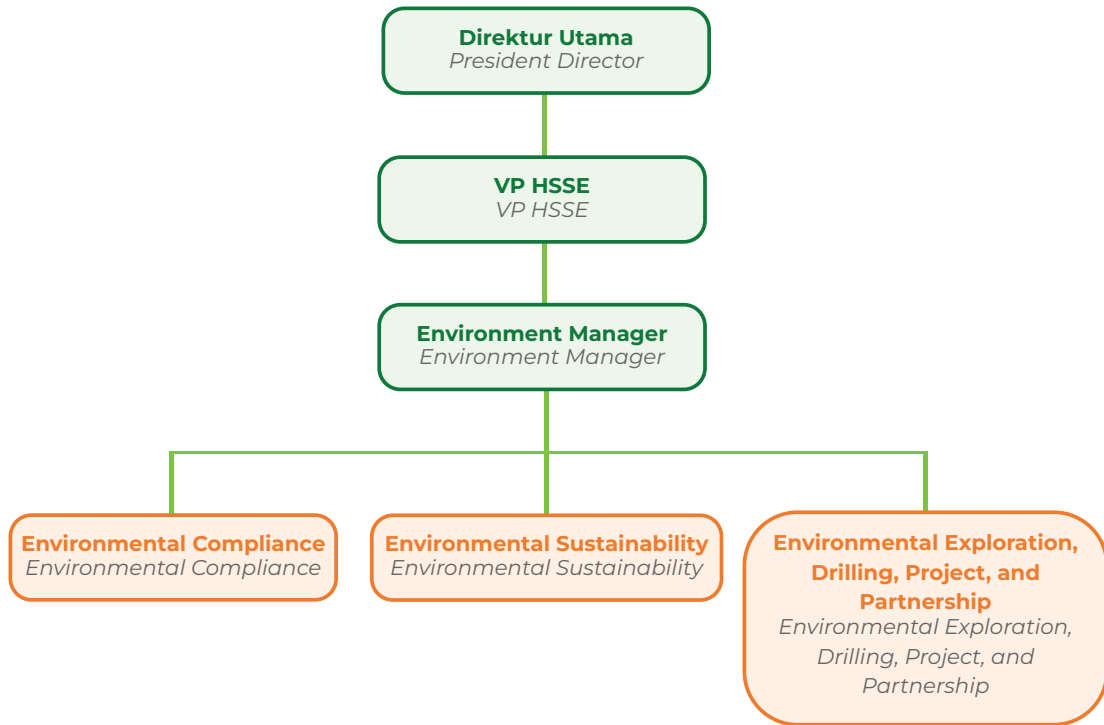 Direktur Utama
President Director
VP HSSE
VP HSSE
Environment Manager
Environment Manager
Environmental Compliance
Environmental Compliance
Environmental Sustainability
Environmental Sustainability
Environmental Exploration,
Drilling, Project, and
Partnership
Environmental Exploration,
Drilling, Project, and
Partnership